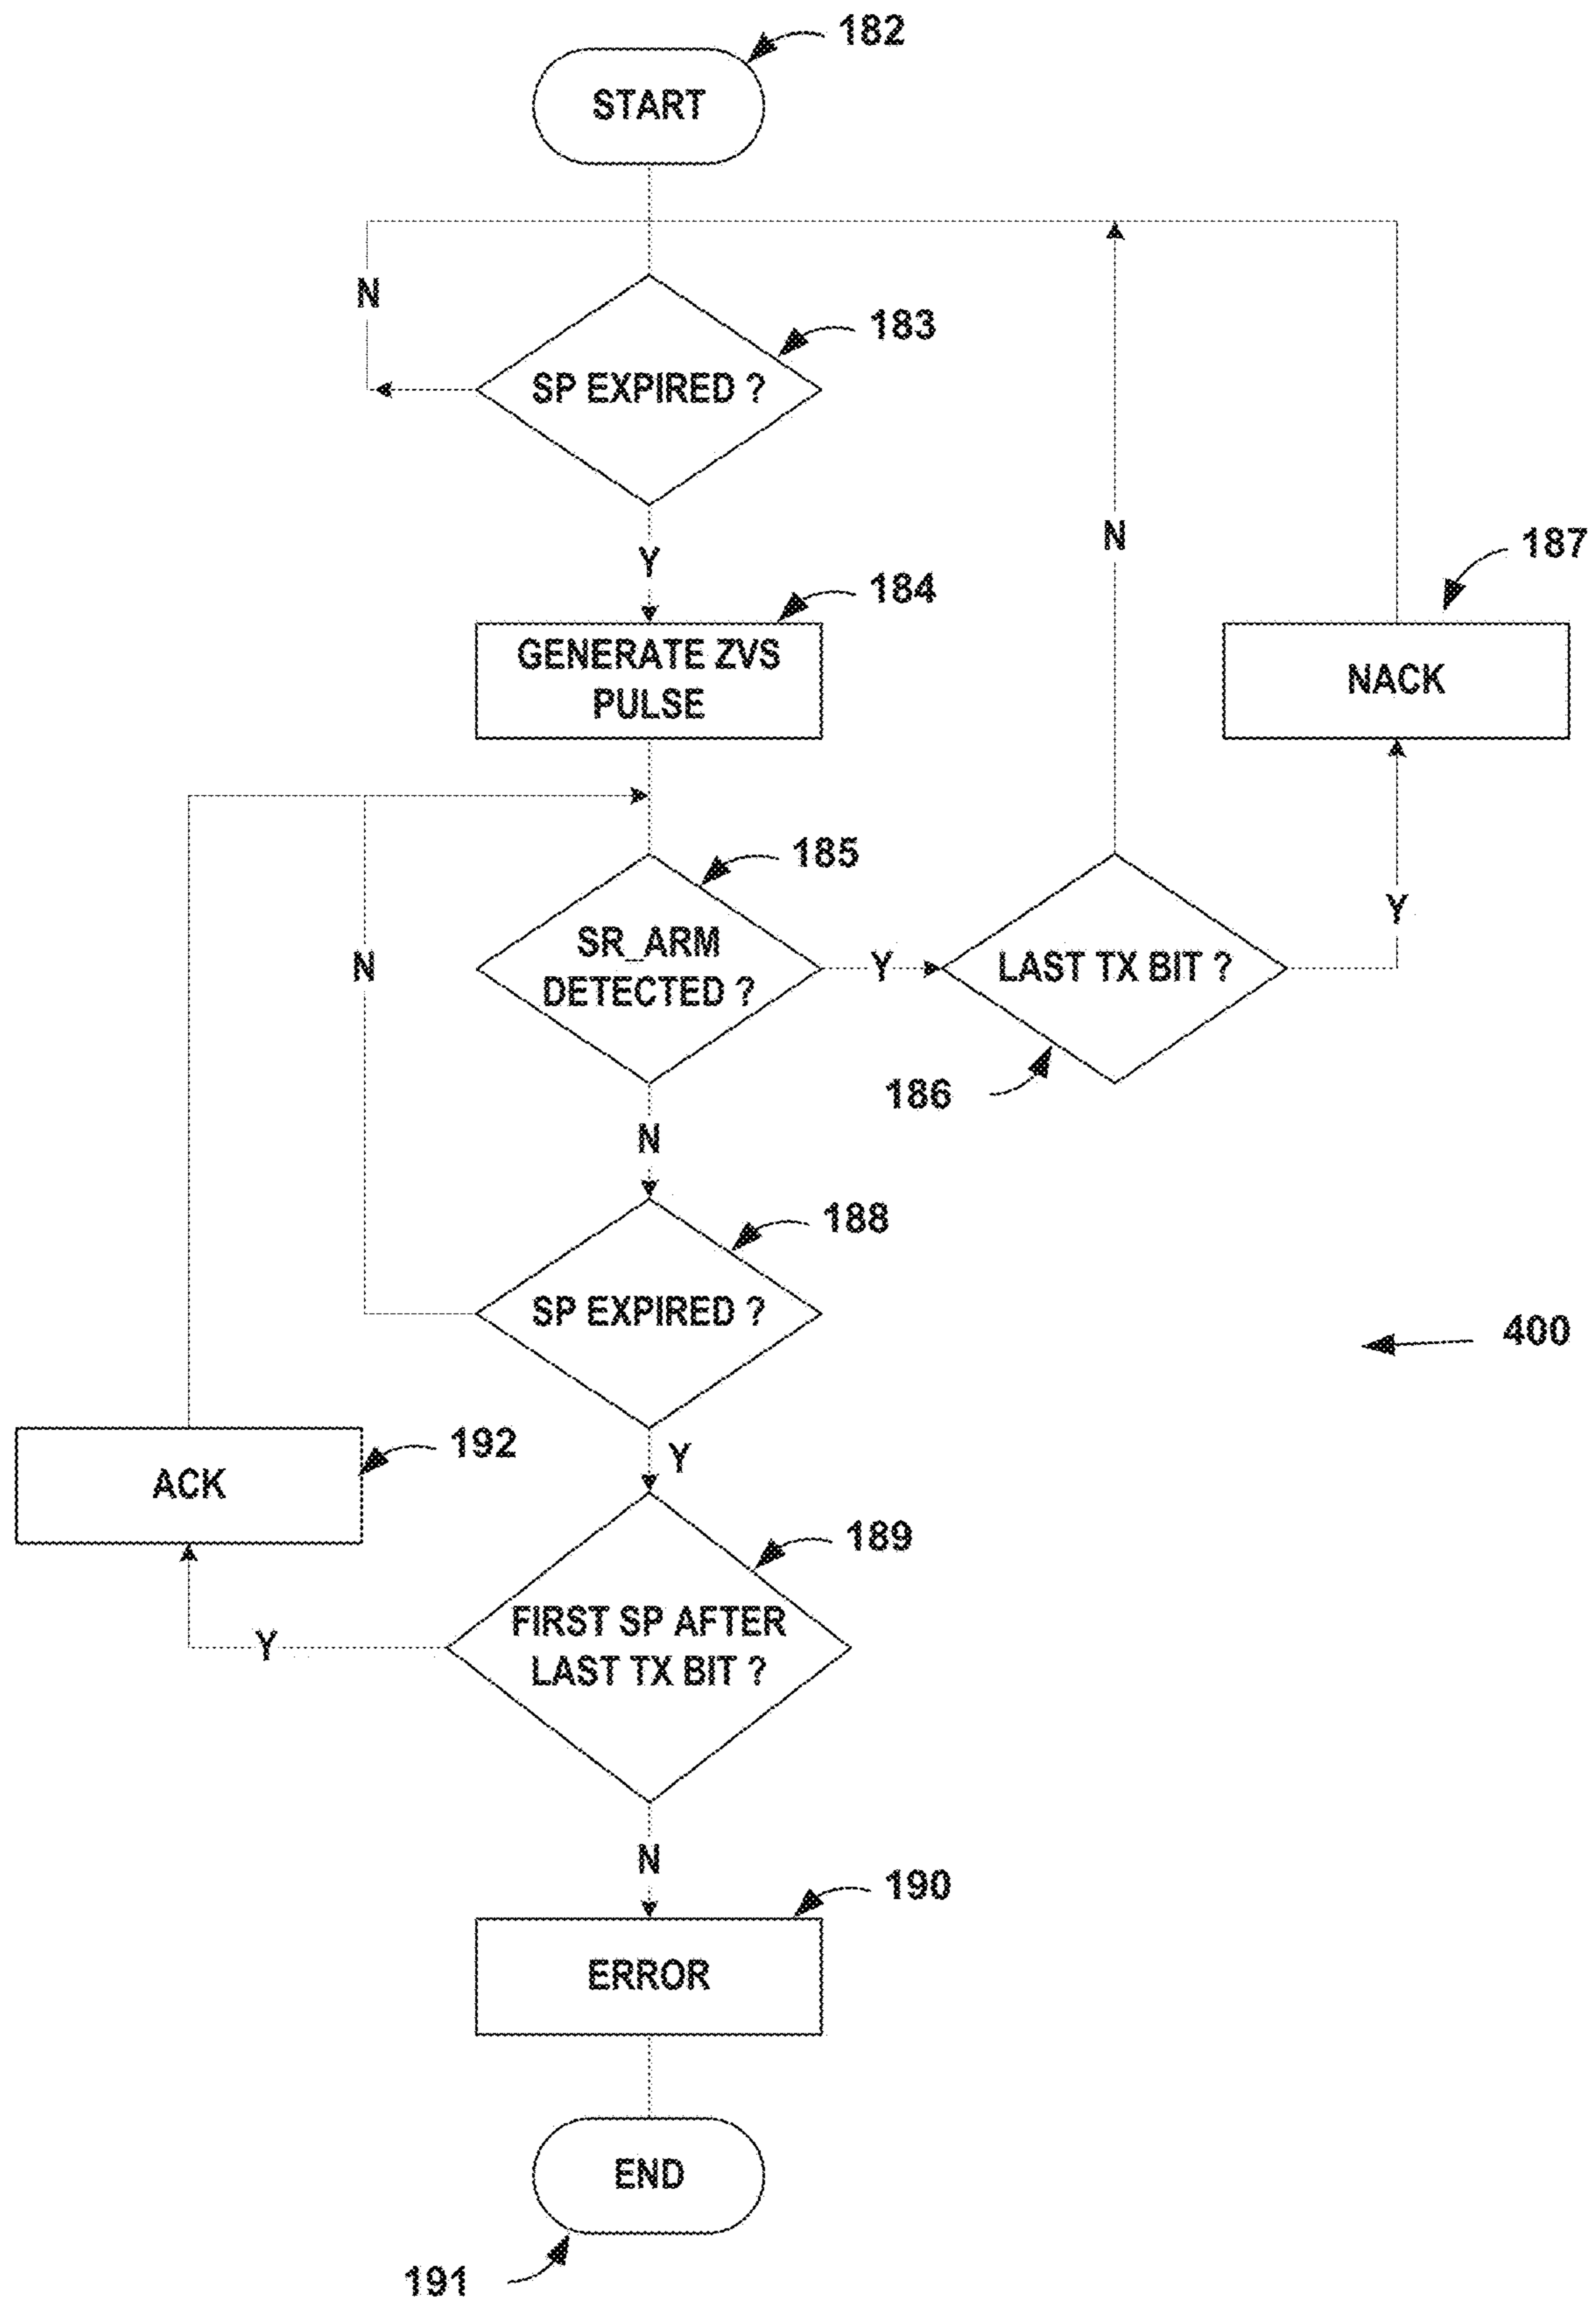 182
START
N
183
SP EXPIRED ?
Y
184
GENERATE ZVS
PULSE
N
187
NACK
185
SR_ARM
DETECTED ?
Y
LAST TX BIT ?
Y
186
N
N
188
SP EXPIRED ?
400
Y
192
ACK
189
FIRST SP AFTER
LAST TX BIT ?
Y
N
190
ERROR
END
191